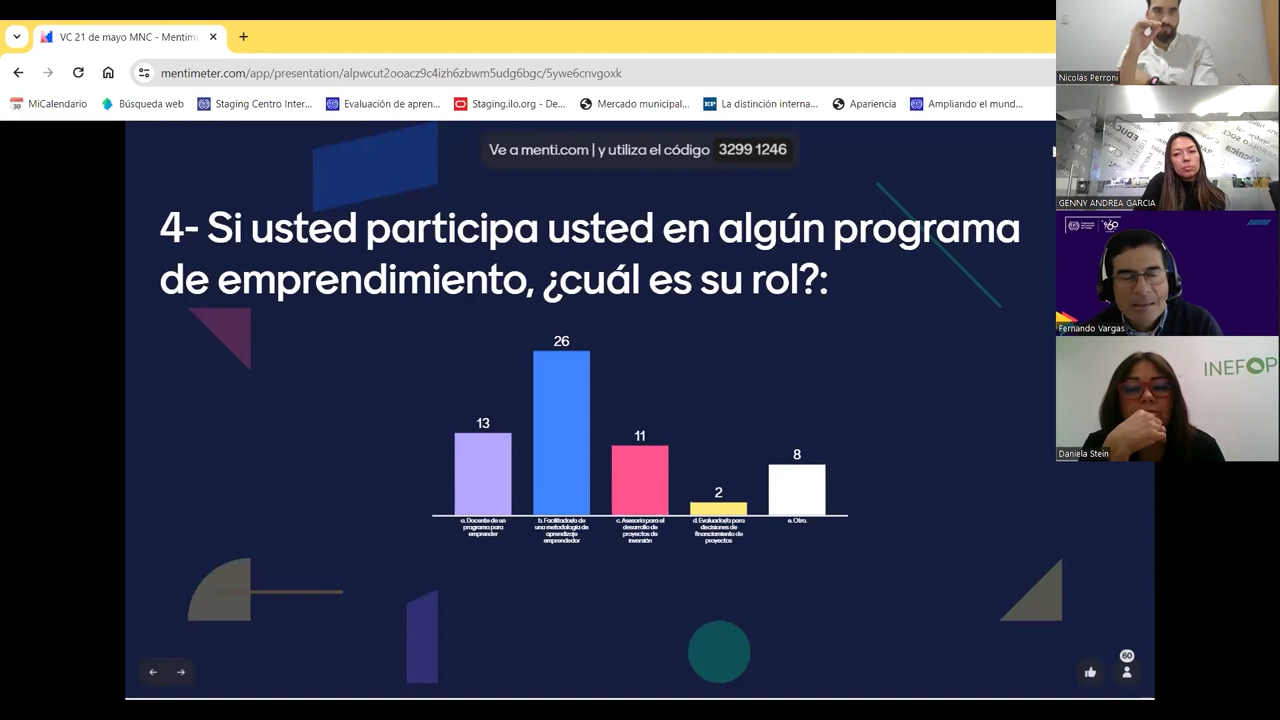 VC 21 de mayo MNC - Mentim
mentimeter.com/app/presentation/alpwcut2ooacz9c4izh6zbwm5udg6bgc/5ywe6cnvgoxk
MiCalendario
Búsqueda web
Staging Centro Inter...
Evaluación de apren...
Staging.ilo.org - De...
Mercado municipal...
La distinción interna...
Apariencia
Ampliando el mund...
Ve a menti.com | y utiliza el código 3299 1246
4- Si usted participa usted en algún programa
de emprendimiento, ¿cuál es su rol?:
13
26
11
2
8
a. Docente de un
programa para
emprender
b. Facilitador/a de
una metodología de
aprendizaje
emprendedor
c. Asesor/a para el
desarrollo de
proyectos de
inversión
d. Evaluador/a para
decisiones de
financiamiento de
proyectos
e. Otro.
60
Nicolás Perroni
GENNY ANDREA GARCIA
Fernando Vargas
INEFOP
Daniela Stein